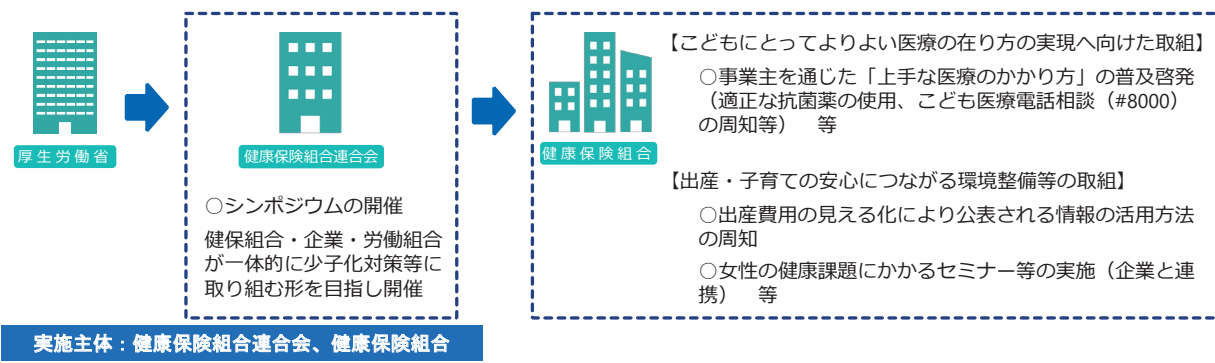 厚生労働省
健康保険組合連合会
○シンポジウムの開催
健保組合・企業・労働組合
が一体的に少子化対策等に
取り組む形を目指し開催
健康保険組合
【こどもにとってよりよい医療の在り方の実現へ向けた取組】
○事業主を通じた「上手な医療のかかり方」の普及啓発
（適正な抗菌薬の使用、こども医療電話相談（#8000）
の周知等）　等
【出産・子育ての安心につながる環境整備等の取組】
○出産費用の見える化により公表される情報の活用方法
の周知
○女性の健康課題にかかるセミナー等の実施（企業と連
携）　等
実施主体：健康保険組合連合会、健康保険組合